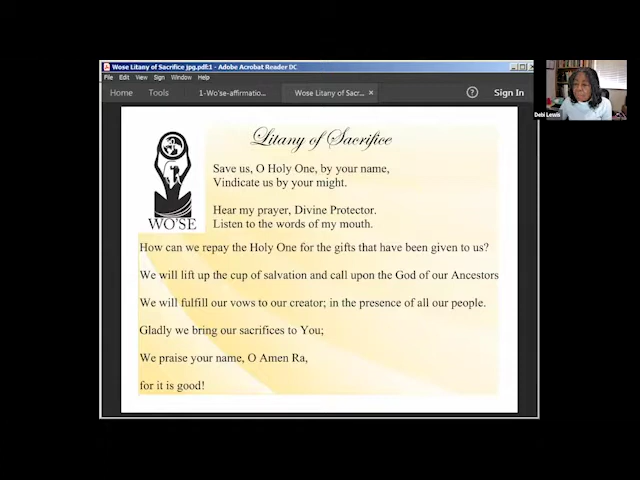 Wose Litany of Sacrifice jpg.pdf:1 - Adobe Acrobat Reader DC
File Edit View Sign Window Help
Home Tools 1-Wo'se-affirmatio... Wose Litany of Sacr... × ? Sign In
Debi Lewis
Litany of Sacrifice
Save us, O Holy One, by your name,
Vindicate us by your might.
Hear my prayer, Divine Protector.
Listen to the words of my mouth.
WO'SE
How can we repay the Holy One for the gifts that have been given to us?
We will lift up the cup of salvation and call upon the God of our Ancestors
We will fulfill our vows to our creator; in the presence of all our people.
Gladly we bring our sacrifices to You;
We praise your name, O Amen Ra,
for it is good!